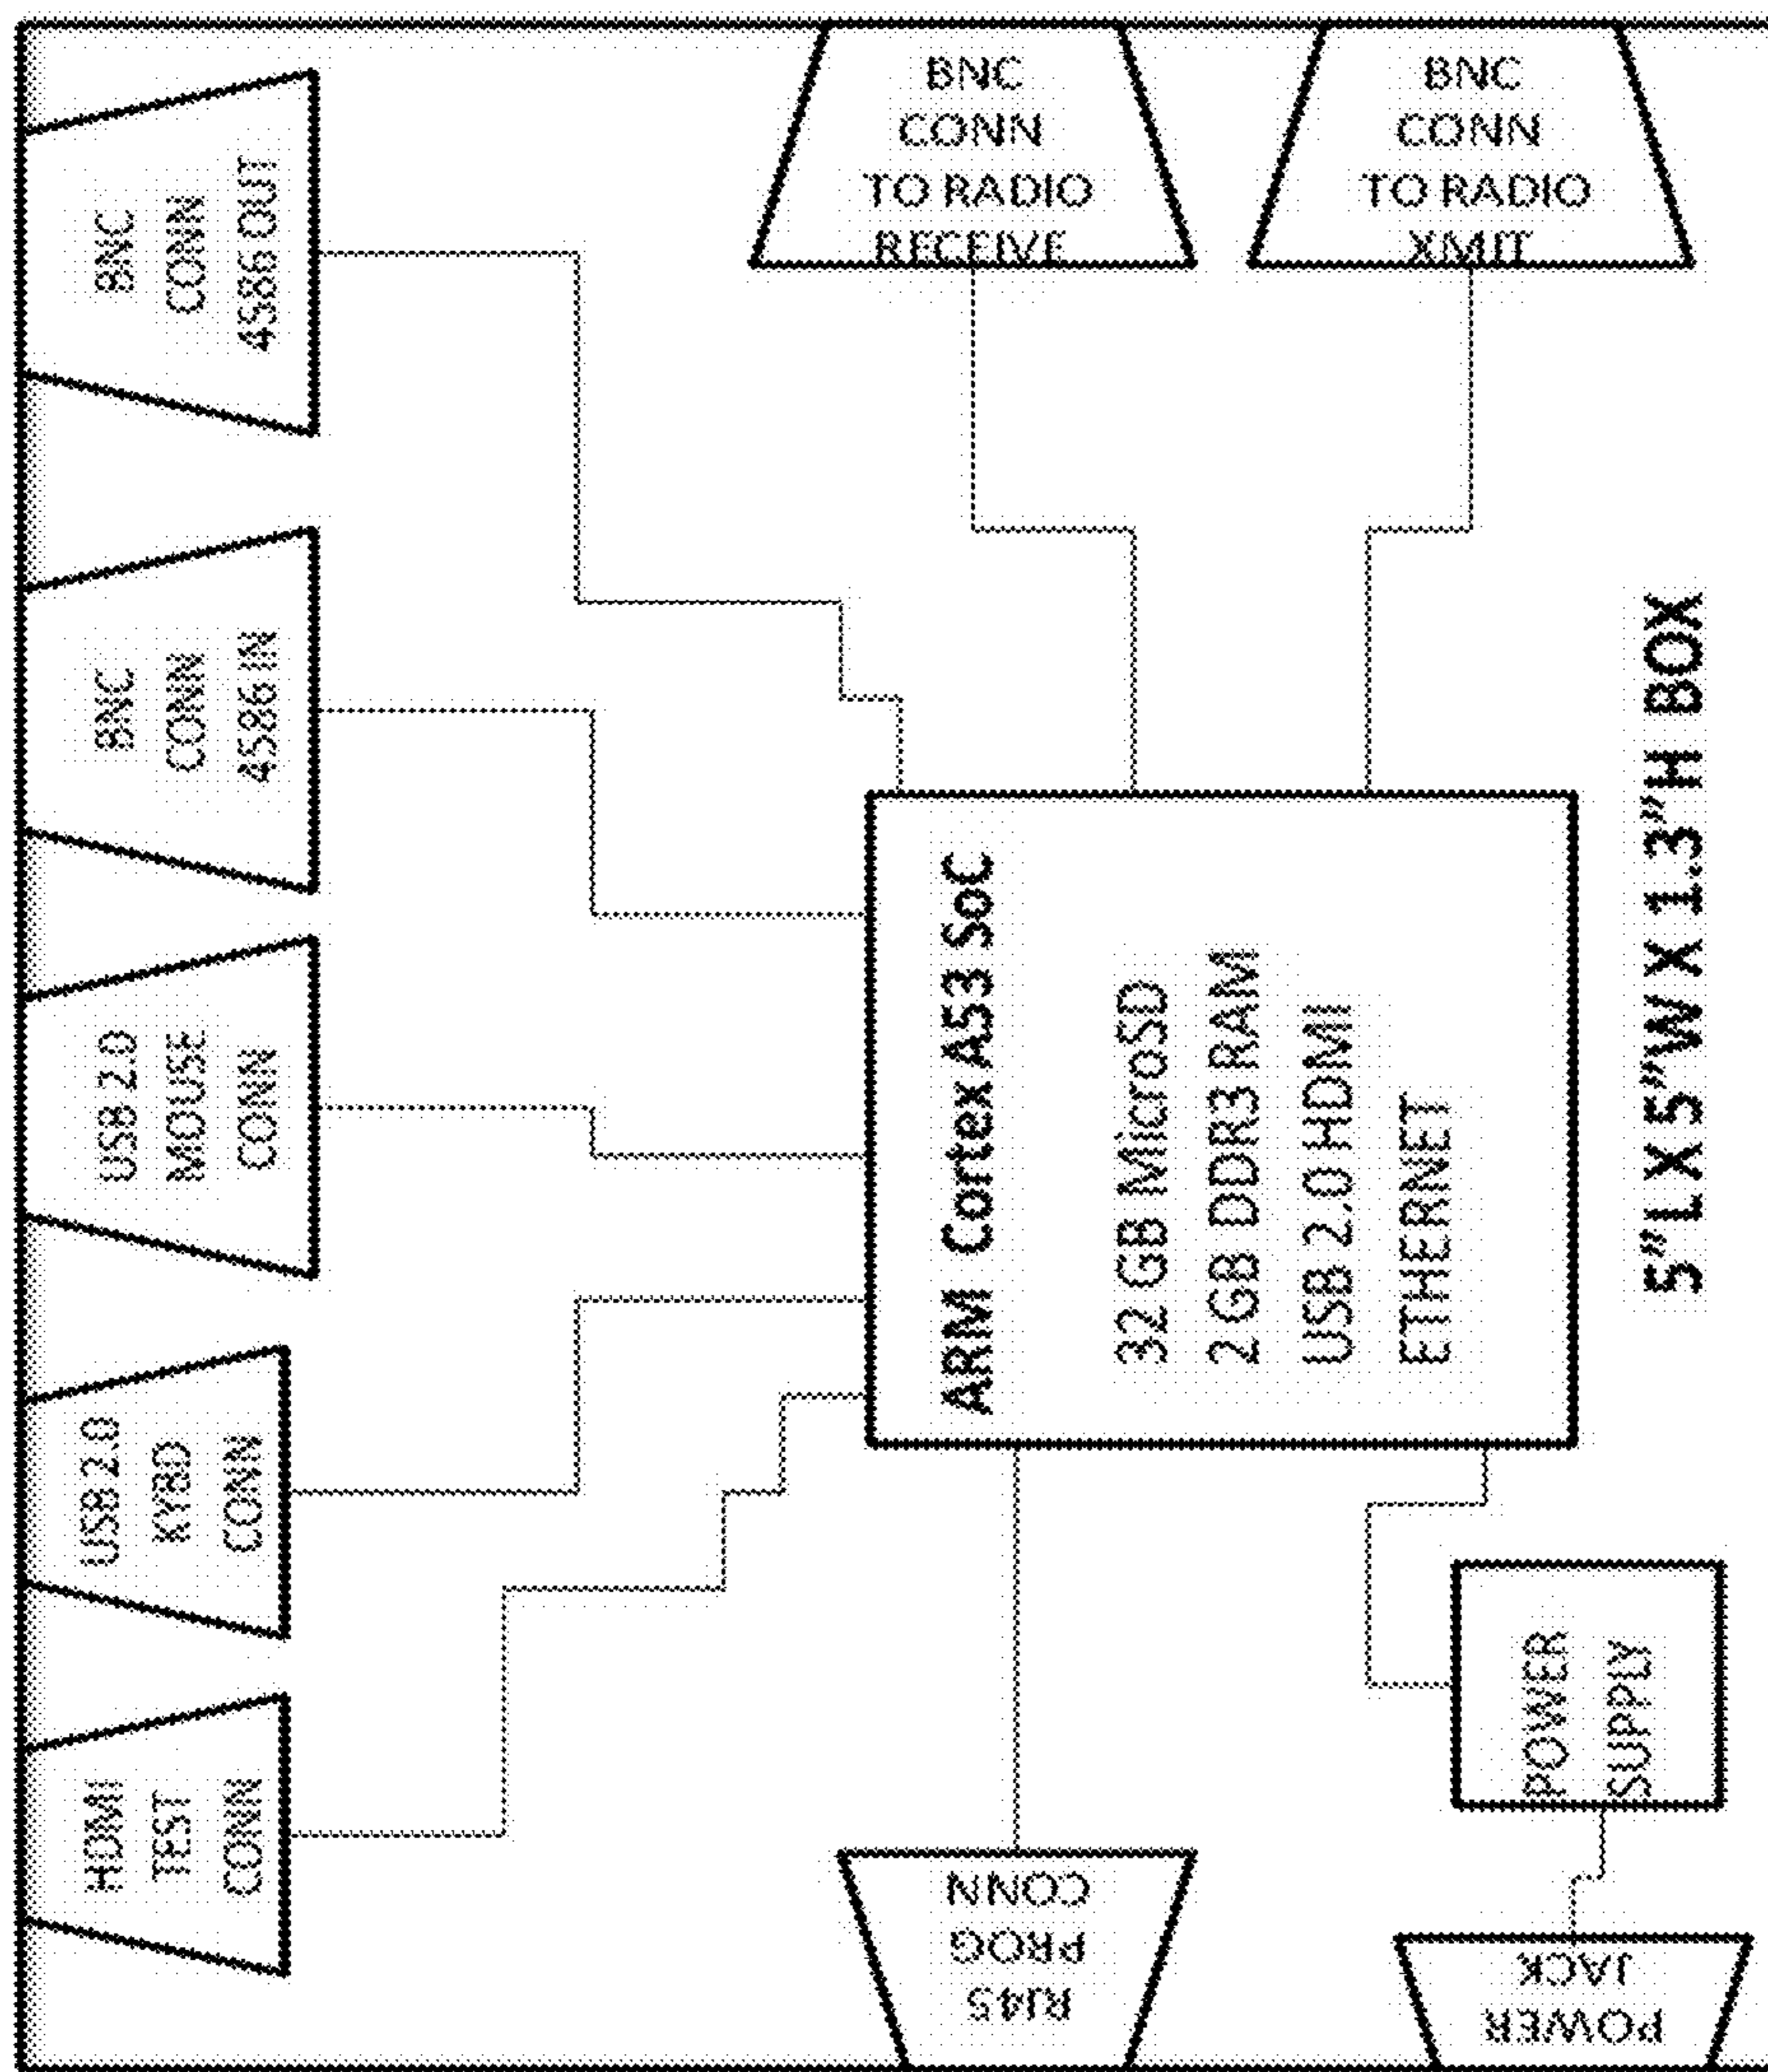 HDMI
TEST
CONN
USB 2.0
KYBD
CONN
USB 2.0
MOUSE
CONN
BNC
CONN
4586 IN
BNC
CONN
4586 OUT
BNC
CONN
TO RADIO
RECEIVE
BNC
CONN
TO RADIO
XMIT
ARM Cortex A53 SoC
32 GB MicroSD
2 GB DDR3 RAM
USB 2.0 HDMI
ETHERNET
RJ45
PROG
CONN
POWER
SUPPLY
POWER
JACK
5”L X 5”W X 1.3”H BOX